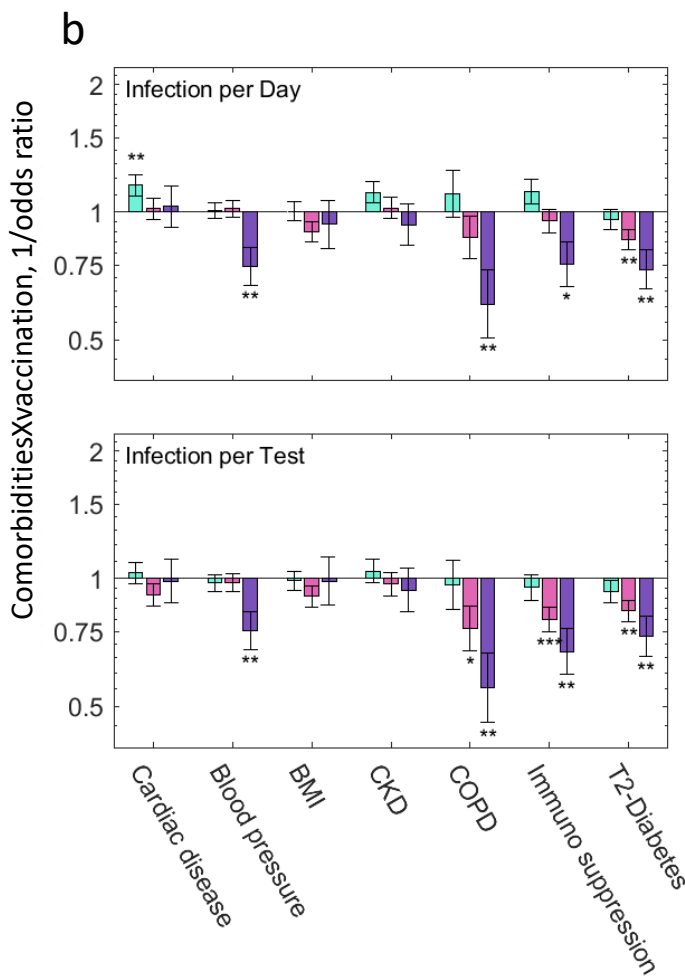 b
ComorbiditiesXvaccination, 1/odds ratio
Infection per Day
2
1.5
1
0.75
0.5
**
**
**
*
**
**
Infection per Test
2
1.5
1
0.75
0.5
**
*
**
***
**
**
**
Cardiac disease
Blood pressure
BMI
CKD
COPD
Immuno suppression
T2-Diabetes